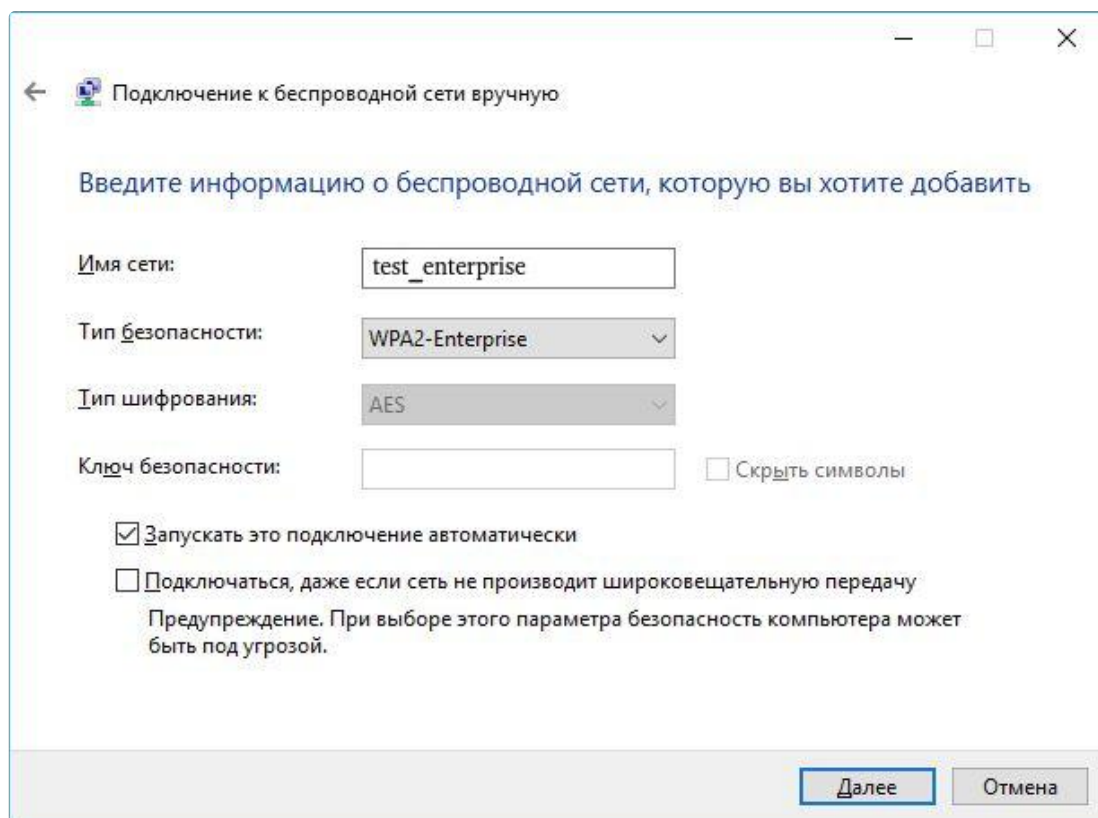 Подключение к беспроводной сети вручную
Введите информацию о беспроводной сети, которую вы хотите добавить
Имя сети:
test_enterprise
Тип безопасности:
WPA2-Enterprise
Тип шифрования:
AES
Ключ безопасности:
Скрыть символы
Запускать это подключение автоматически
Подключаться, даже если сеть не производит широковещательную передачу
Предупреждение. При выборе этого параметра безопасность компьютера может
быть под угрозой.
Далее
Отмена